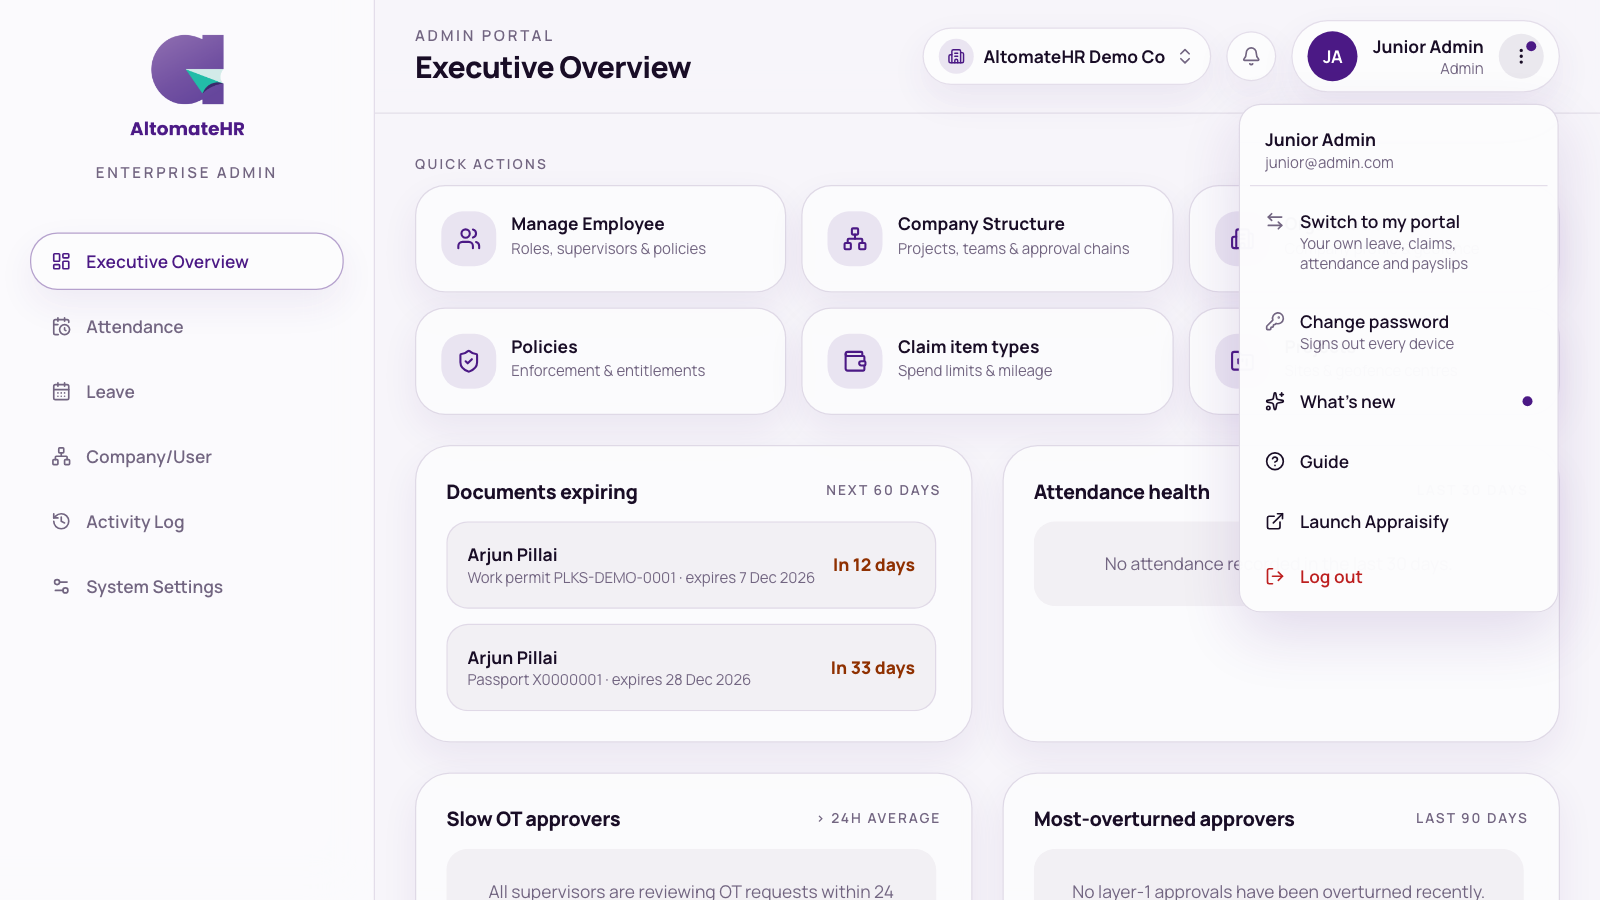 AltomateHR
ENTERPRISE ADMIN
Executive Overview
Attendance
Leave
Company/User
Activity Log
System Settings
ADMIN PORTAL
Executive Overview
AltomateHR Demo Co
JA
Junior Admin
Admin
Junior Admin
junior@admin.com
Switch to my portal
Your own leave, claims,
attendance and payslips
Change password
Signs out every device
What's new
Guide
Launch Appraisify
Log out
QUICK ACTIONS
Manage Employee
Roles, supervisors & policies
Company Structure
Projects, teams & approval chains
Policies
Enforcement & entitlements
Claim item types
Spend limits & mileage
Documents expiring
NEXT 60 DAYS
Arjun Pillai
Work permit PLKS-DEMO-0001 · expires 7 Dec 2026
In 12 days
Arjun Pillai
Passport X0000001 · expires 28 Dec 2026
In 33 days
Attendance health
No attendance
Slow OT approvers
> 24H AVERAGE
All supervisors are reviewing OT requests within 24
Most-overturned approvers
LAST 90 DAYS
No layer-1 approvals have been overturned recently.